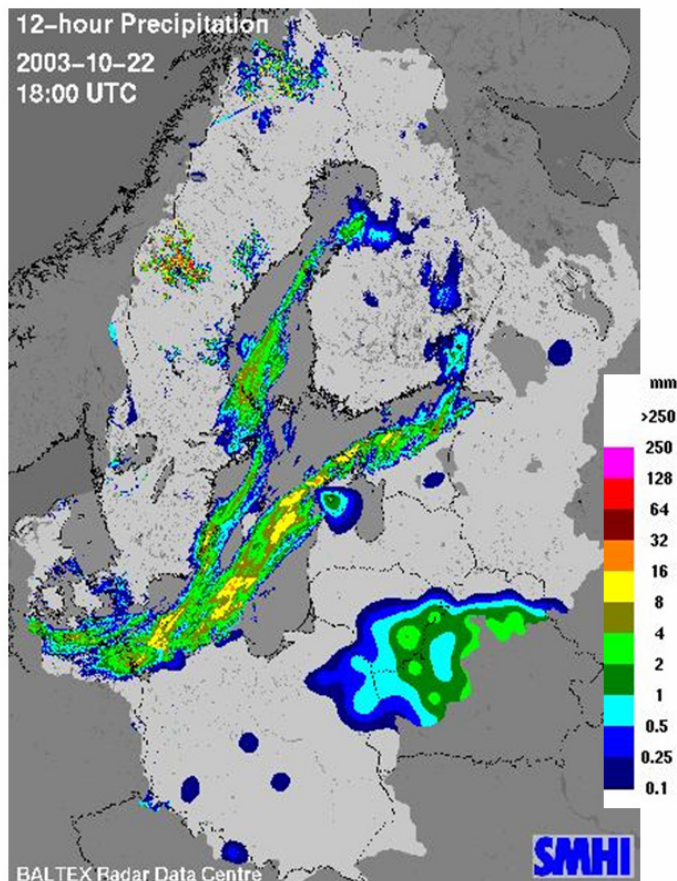 12-hour Precipitation
2003-10-22
18:00 UTC
mm
>250
250
128
64
32
16
8
4
2
1
0.5
0.25
0.1
SMHI
BALTEX Radar Data Centre